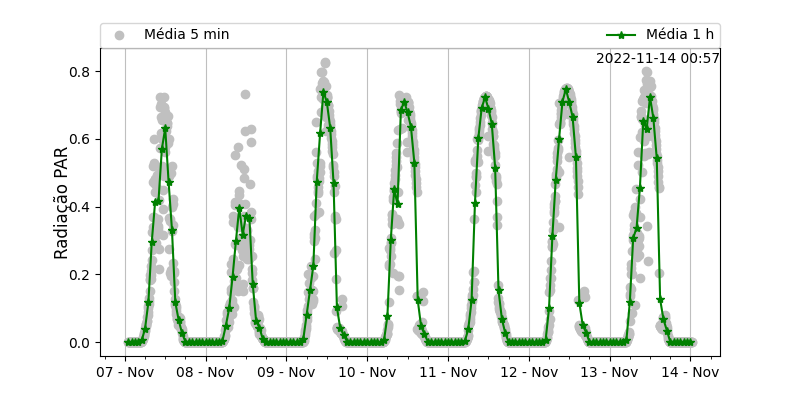 Média 5 min
Média 1 h
2022-11-14 00:57
Radiação PAR
0.8
0.6
0.4
0.2
0.0
07 - Nov
08 - Nov
09 - Nov
10 - Nov
11 - Nov
12 - Nov
13 - Nov
14 - Nov